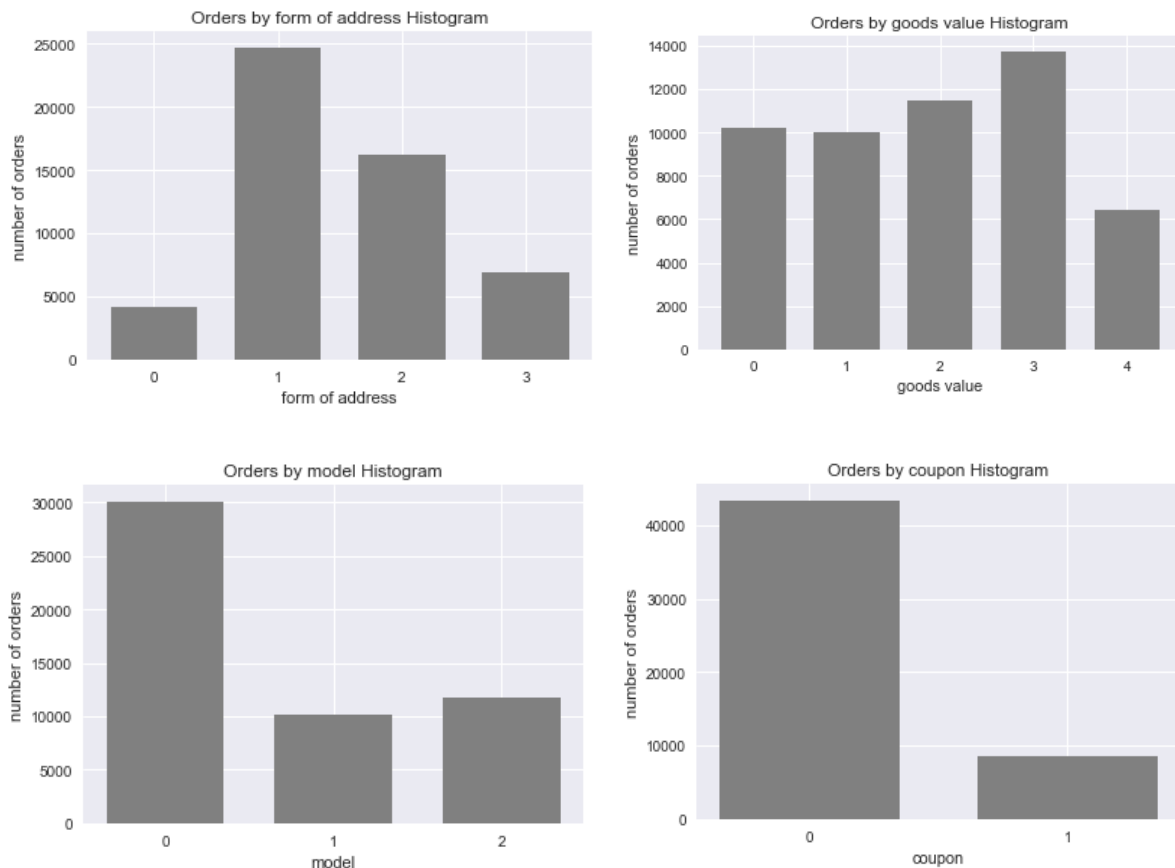 Orders by form of address Histogram
25000
20000
15000
10000
5000
0
number of orders
0 1 2 3
form of address
Orders by goods value Histogram
14000
12000
10000
8000
6000
4000
2000
0
number of orders
0 1 2 3 4
goods value
Orders by model Histogram
30000
25000
20000
15000
10000
5000
0
number of orders
0 1 2
model
Orders by coupon Histogram
40000
30000
20000
10000
0
number of orders
0 1
coupon